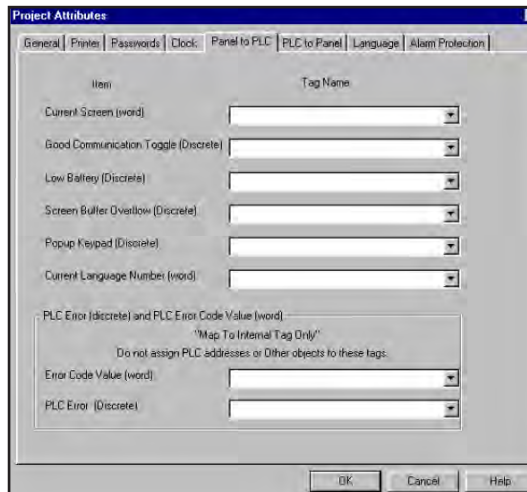 Project Attributes
General Printer Passwords Clock Panel to PLC PLC to Panel Language Alarm Protection
Item Tag Name
Current Screen (word)
Good Communication Toggle (Discrete)
Low Battery (Discrete)
Screen Buffer Overflow (Discrete)
Popup Keypad (Discrete)
Current Language Number (word)
PLC Error (discrete) and PLC Error Code Value (word)
"Map To Internal Tag Only"
Do not assign PLC addresses or Other objects to these tags.
Error Code Value (word)
PLC Error (Discrete)
OK Cancel Help